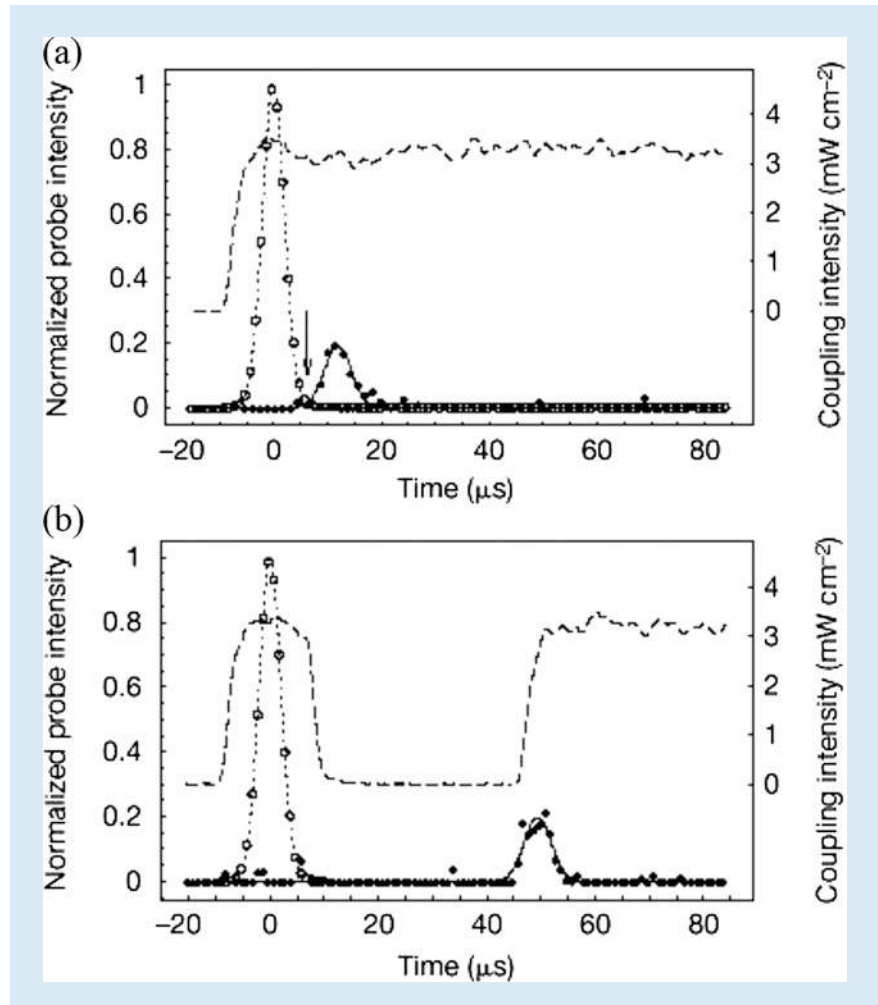 (a)
Normalized probe intensity
1
0.8
0.6
0.4
0.2
0
4
3
2
1
0
Coupling intensity (mW cm⁻²)
−20 0 20 40 60 80
Time (μs)
(b)
Normalized probe intensity
1
0.8
0.6
0.4
0.2
0
4
3
2
1
0
Coupling intensity (mW cm⁻²)
−20 0 20 40 60 80
Time (μs)